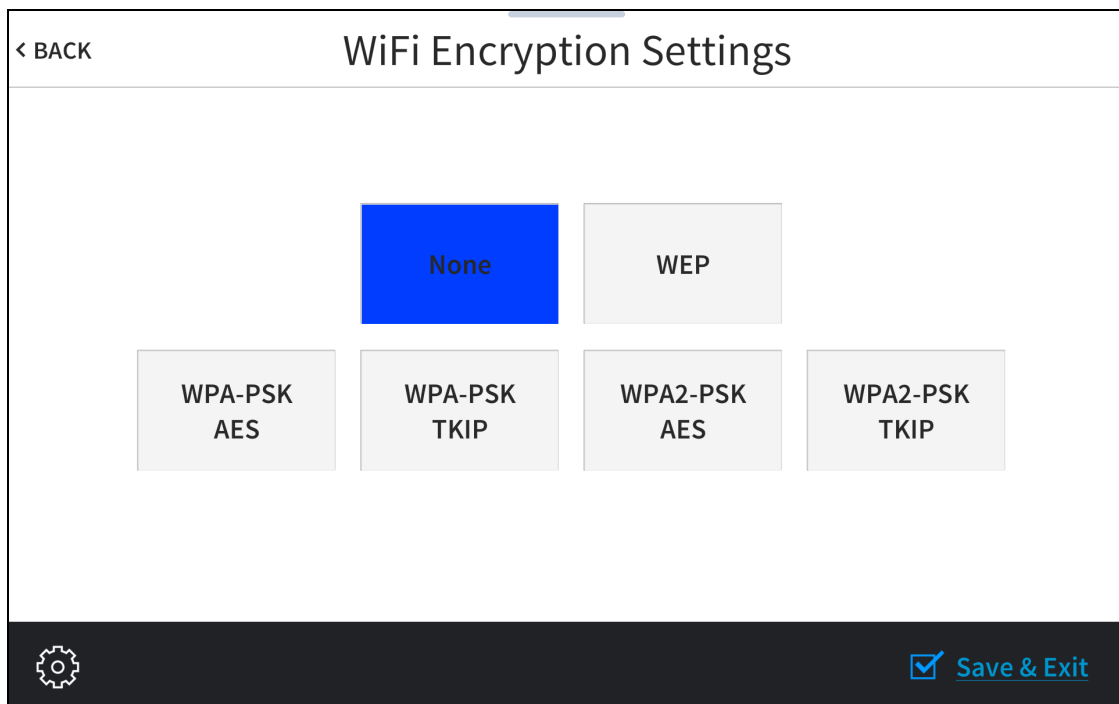 < BACK
WiFi Encryption Settings
None
WEP
WPA-PSK
AES
WPA-PSK
TKIP
WPA2-PSK
AES
WPA2-PSK
TKIP
Save & Exit